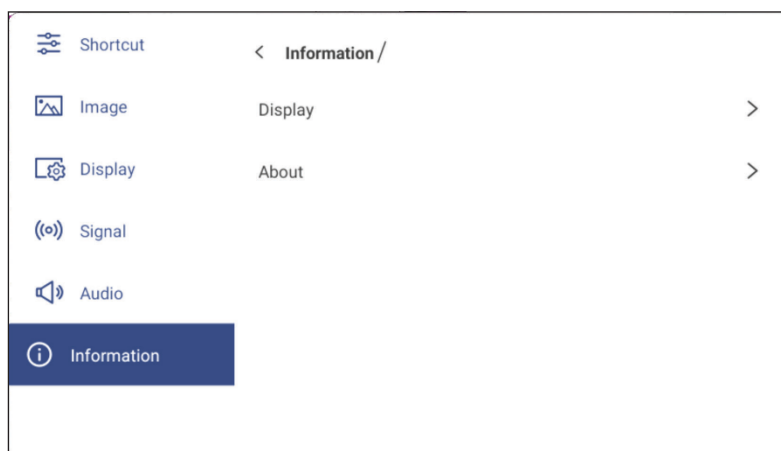 Shortcut
Image
Display
Signal
Audio
Information
< Information /
Display >
About >